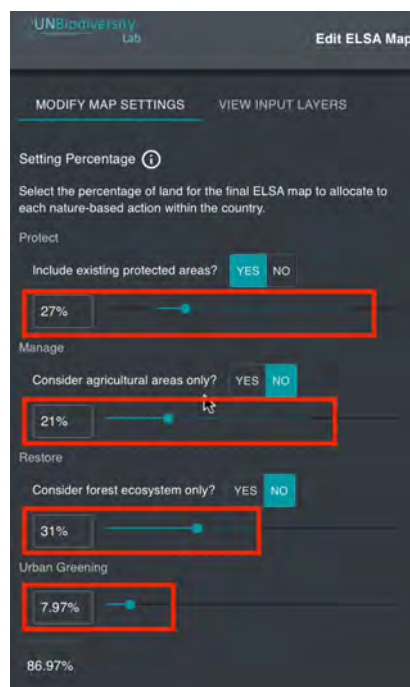 UNBiodiversity
Lab
Edit ELSA Map
MODIFY MAP SETTINGS VIEW INPUT LAYERS
Setting Percentage
Select the percentage of land for the final ELSA map to allocate to
each nature-based action within the country.
Protect
Include existing protected areas? YES NO
27%
Manage
Consider agricultural areas only? YES NO
21%
Restore
Consider forest ecosystem only? YES NO
31%
Urban Greening
7.97%
86.97%